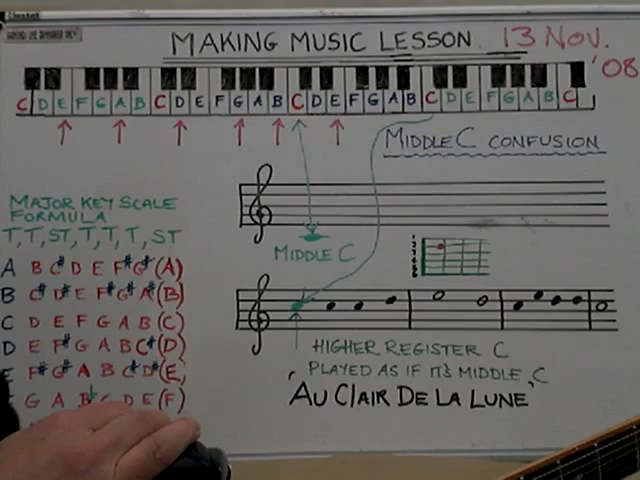 MAKING MUSIC LESSON 13 NOV. '08
C D E F G A B C D E F G A B C D E F G A B C D E F G A B C
MIDDLE C CONFUSION
MAJOR KEY SCALE
FORMULA
T, T, ST, T, T, T, ST
MIDDLE C
A B C# D E F# G# (A)
B C# D# E F# G# A# (B)
C D E F G A B (C)
D E F# G A B C# (D)
E F# G# A B C# D# (E)
G A B♭ C D E (F)
HIGHER REGISTER C
PLAYED AS IF IT'S MIDDLE C
'AU CLAIR DE LA LUNE'